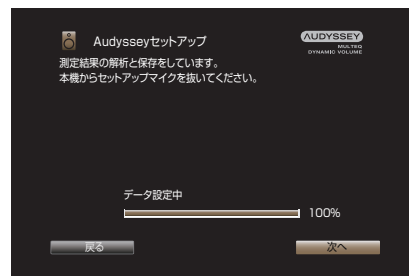 Audysseyセットアップ
AUDYSSEY
MULTEQ
DYNAMIC VOLUME
測定結果の解析と保存をしています。
本機からセットアップマイクを抜いてください。
データ設定中
100%
戻る
次へ